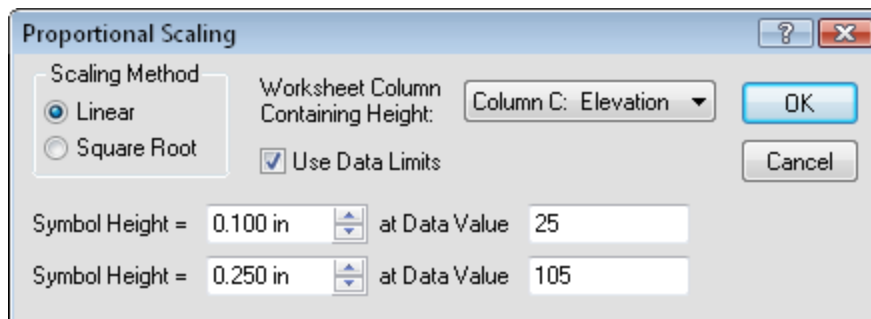 Proportional Scaling
Scaling Method
Linear
Square Root
Worksheet Column
Containing Height:
Column C: Elevation
Use Data Limits
OK
Cancel
Symbol Height = 0.100 in at Data Value 25
Symbol Height = 0.250 in at Data Value 105